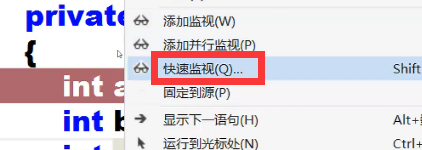 private
{
int a
int b
int
添加监视(W)
添加并行监视(P)
快速监视(Q)... Shift
固定到源(P)
显示下一语句(H) Alt+
运行到光标处(N) Ctrl+